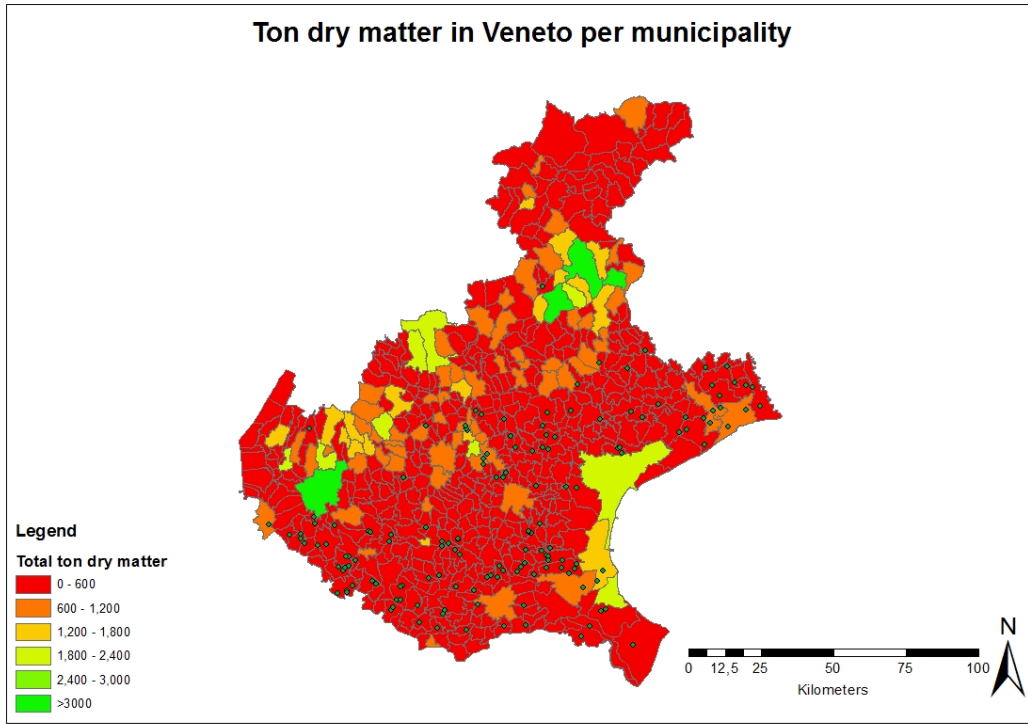 Ton dry matter in Veneto per municipality
Legend
Total ton dry matter
0 - 600
600 - 1,200
1,200 - 1,800
1,800 - 2,400
2,400 - 3,000
>3000
N
0 12,5 25 50 75 100
Kilometers